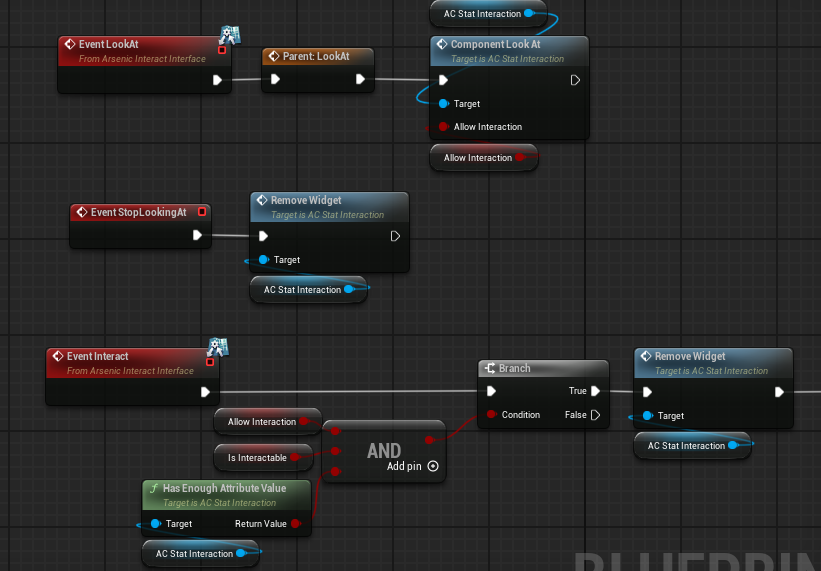 AC Stat Interaction
Event LookAt
From Arsenic Interact Interface
Parent: LookAt
Component Look At
Target is AC Stat Interaction
Target
Allow Interaction
Allow Interaction
Event StopLookingAt
Remove Widget
Target is AC Stat Interaction
Target
AC Stat Interaction
Event Interact
From Arsenic Interact Interface
Branch
True
Condition
False
Remove Widget
Target is AC Stat Interaction
Target
AC Stat Interaction
Allow Interaction
Is Interactable
AND
Add pin
Has Enough Attribute Value
Target is AC Stat Interaction
Target
Return Value
AC Stat Interaction
BLUEPRIN